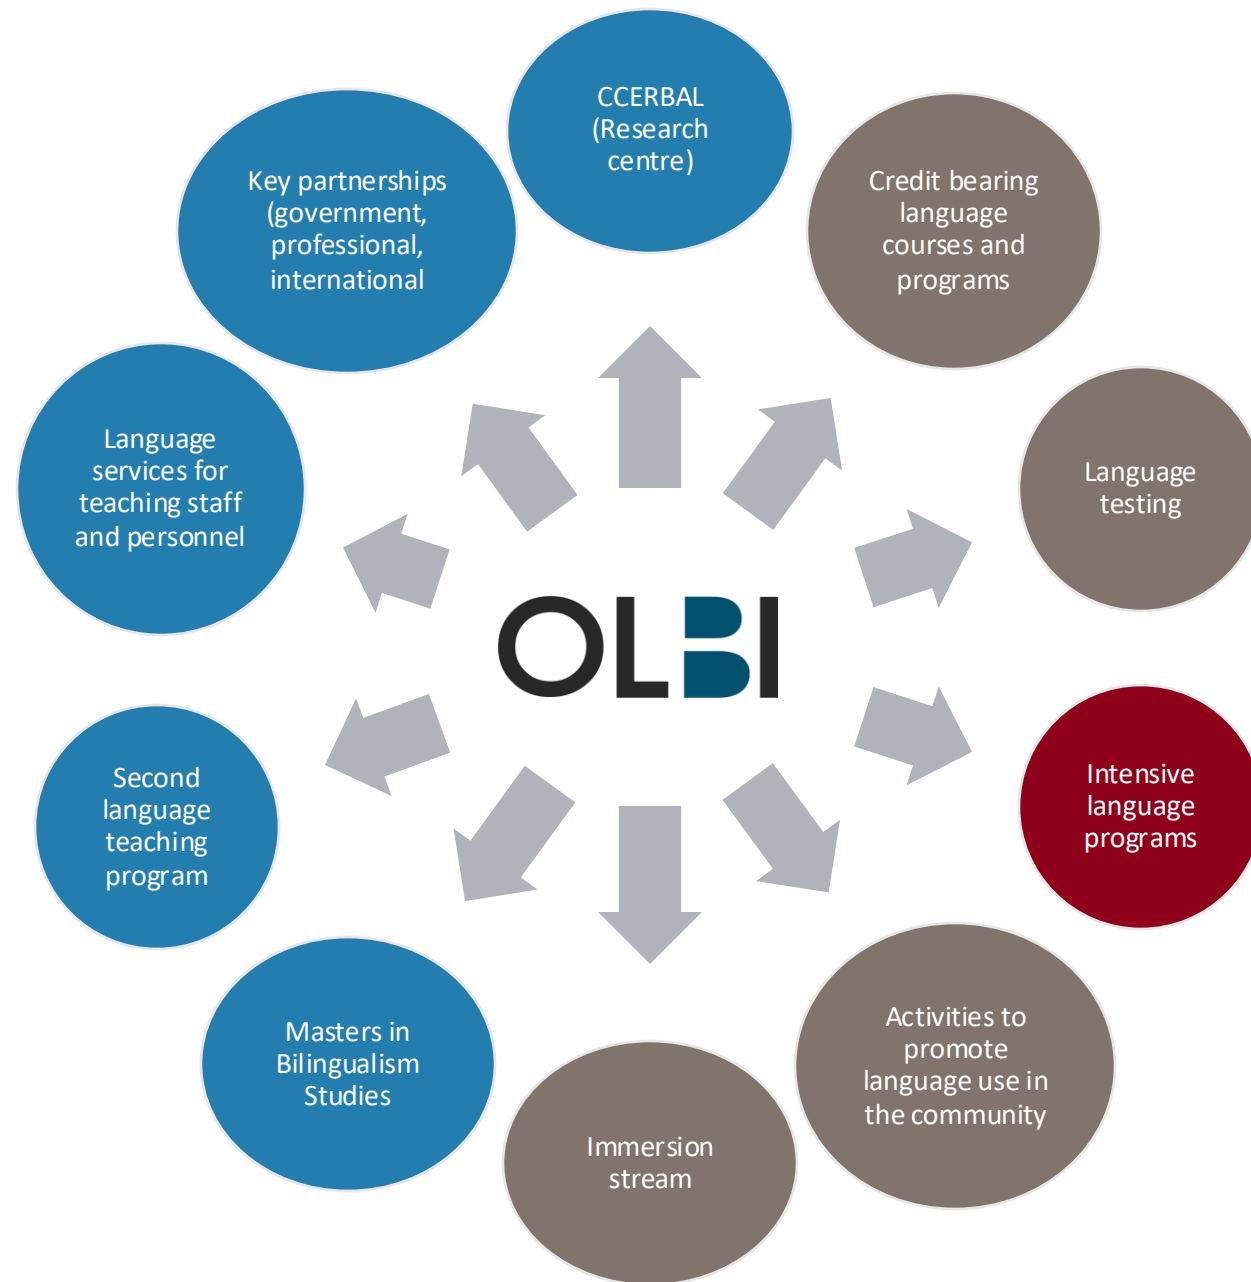 CCERBAL
(Research
centre)
Credit bearing
language
courses and
programs
Language
testing
Intensive
language
programs
Activities to
promote
language use in
the community
Immersion
stream
Masters in
Bilingualism
Studies
Second
language
teaching
program
Language
services for
teaching staff
and personnel
Key partnerships
(government,
professional,
international
OLBI